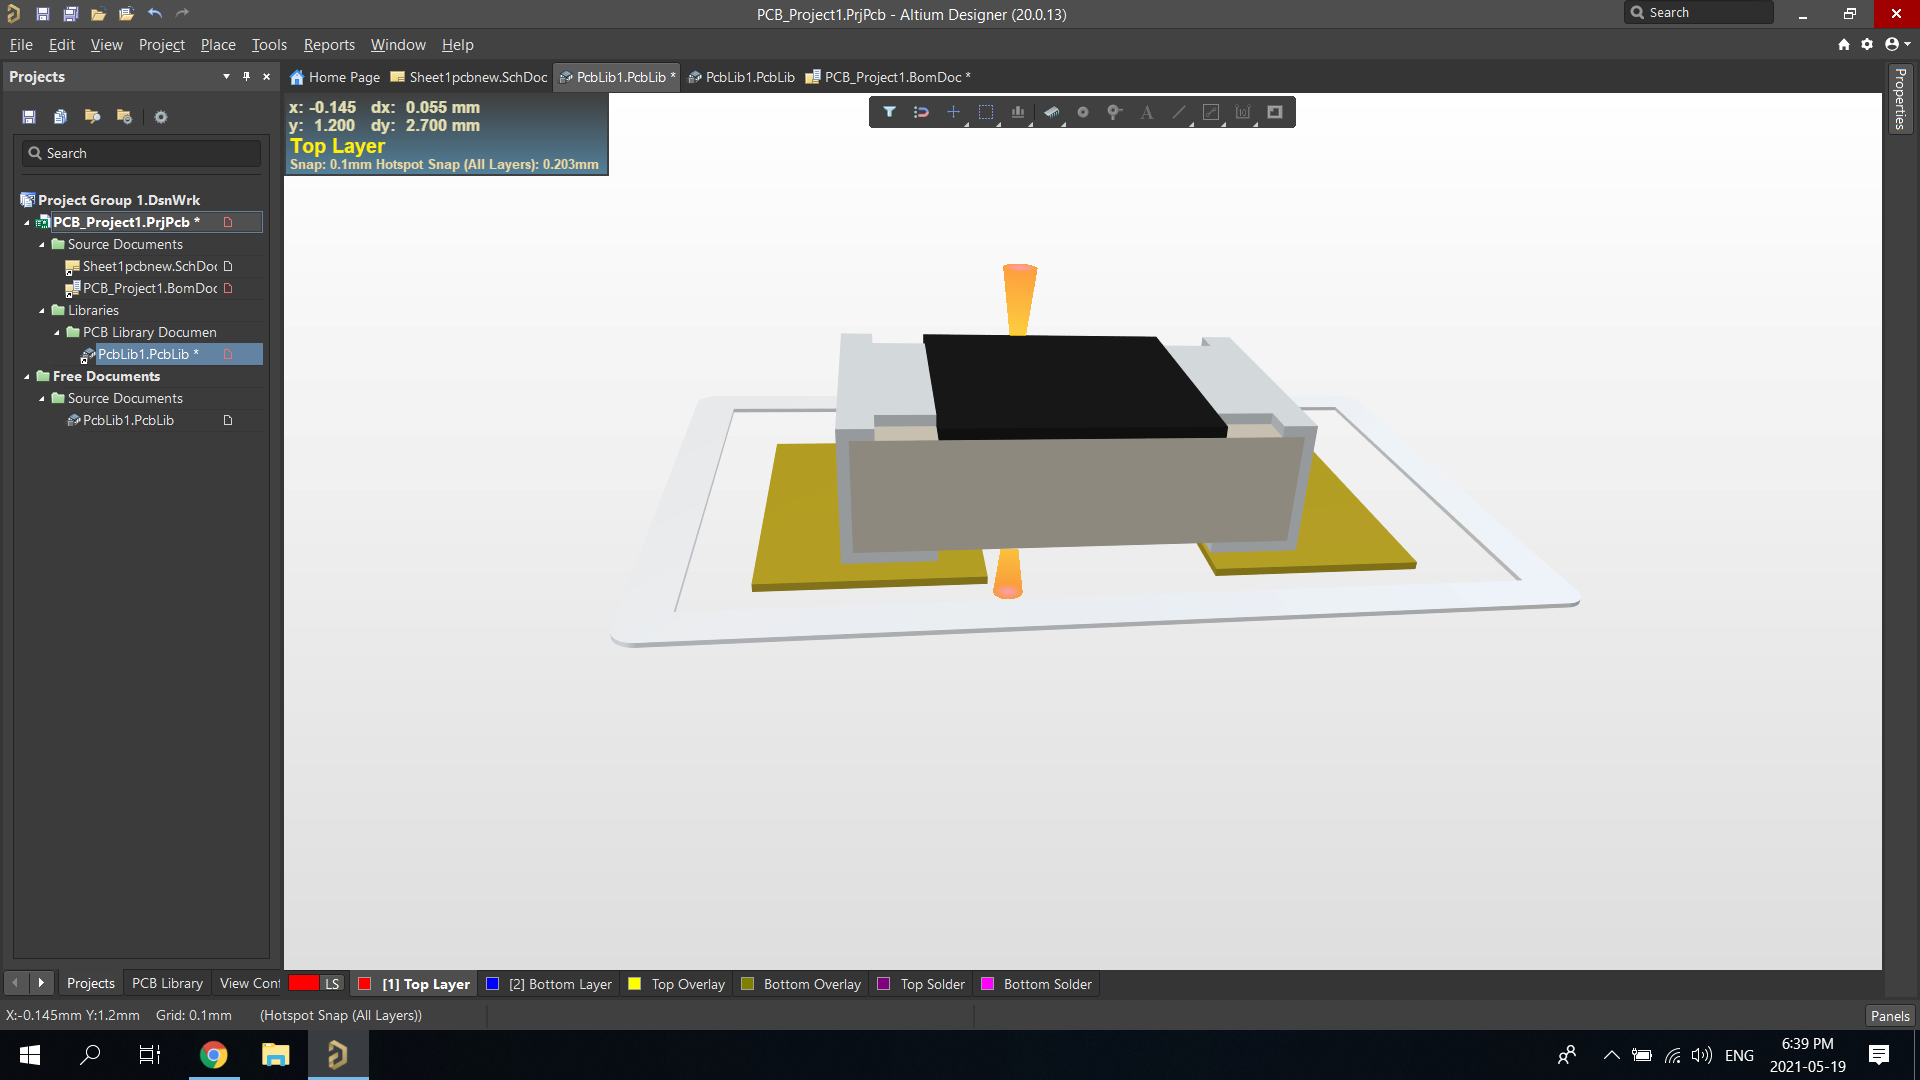 PCB_Project1.PrjPcb - Altium Designer (20.0.13)
Search
File Edit View Project Place Tools Reports Window Help
Projects
Home Page Sheet1pcbnew.SchDoc PcbLib1.PcbLib * PcbLib1.PcbLib PCB_Project1.BomDoc *
Properties
x: -0.145 dx: 0.055 mm
y: 1.200 dy: 2.700 mm
Top Layer
Snap: 0.1mm Hotspot Snap (All Layers): 0.203mm
Search
Project Group 1.DsnWrk
PCB_Project1.PrjPcb *
Source Documents
Sheet1pcbnew.SchDoc
PCB_Project1.BomDoc
Libraries
PCB Library Documen
PcbLib1.PcbLib *
Free Documents
Source Documents
PcbLib1.PcbLib
Projects PCB Library View Con LS [1] Top Layer [2] Bottom Layer Top Overlay Bottom Overlay Top Solder Bottom Solder
X:-0.145mm Y:1.2mm Grid: 0.1mm (Hotspot Snap (All Layers)) Panels
ENG
6:39 PM
2021-05-19